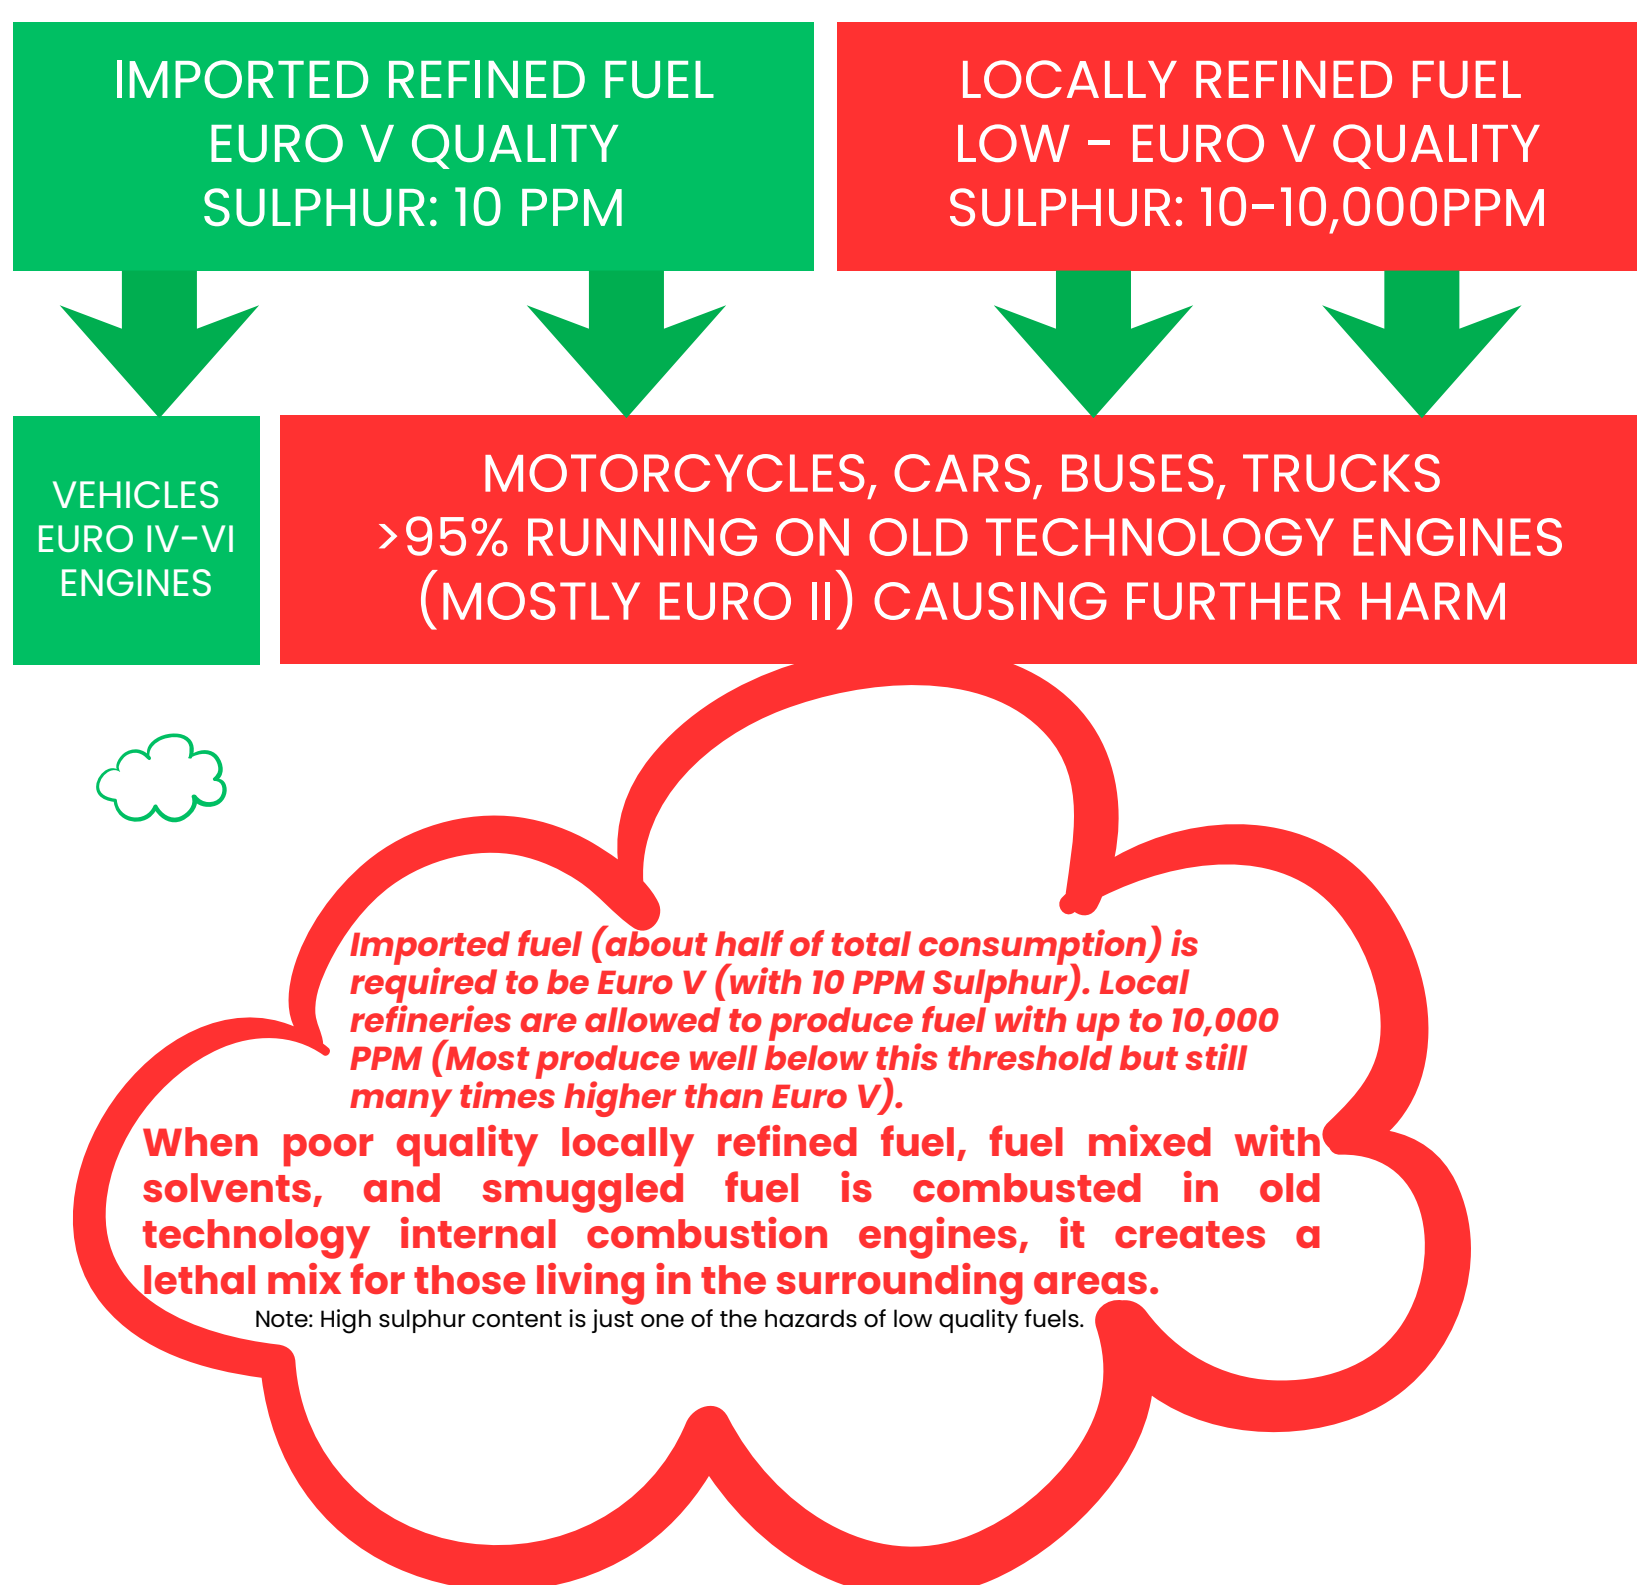 IMPORTED REFINED FUEL
EURO V QUALITY
SULPHUR: 10 PPM
LOCALLY REFINED FUEL
LOW - EURO V QUALITY
SULPHUR: 10-10,000PPM
VEHICLES
EURO IV-VI
ENGINES
MOTORCYCLES, CARS, BUSES, TRUCKS
>95% RUNNING ON OLD TECHNOLOGY ENGINES
(MOSTLY EURO II) CAUSING FURTHER HARM
Imported fuel (about half of total consumption) is
required to be Euro V (with 10 PPM Sulphur). Local
refineries are allowed to produce fuel with up to 10,000
PPM (Most produce well below this threshold but still
many times higher than Euro V).
When poor quality locally refined fuel, fuel mixed with
solvents, and smuggled fuel is combusted in old
technology internal combustion engines, it creates a
lethal mix for those living in the surrounding areas.
Note: High sulphur content is just one of the hazards of low quality fuels.